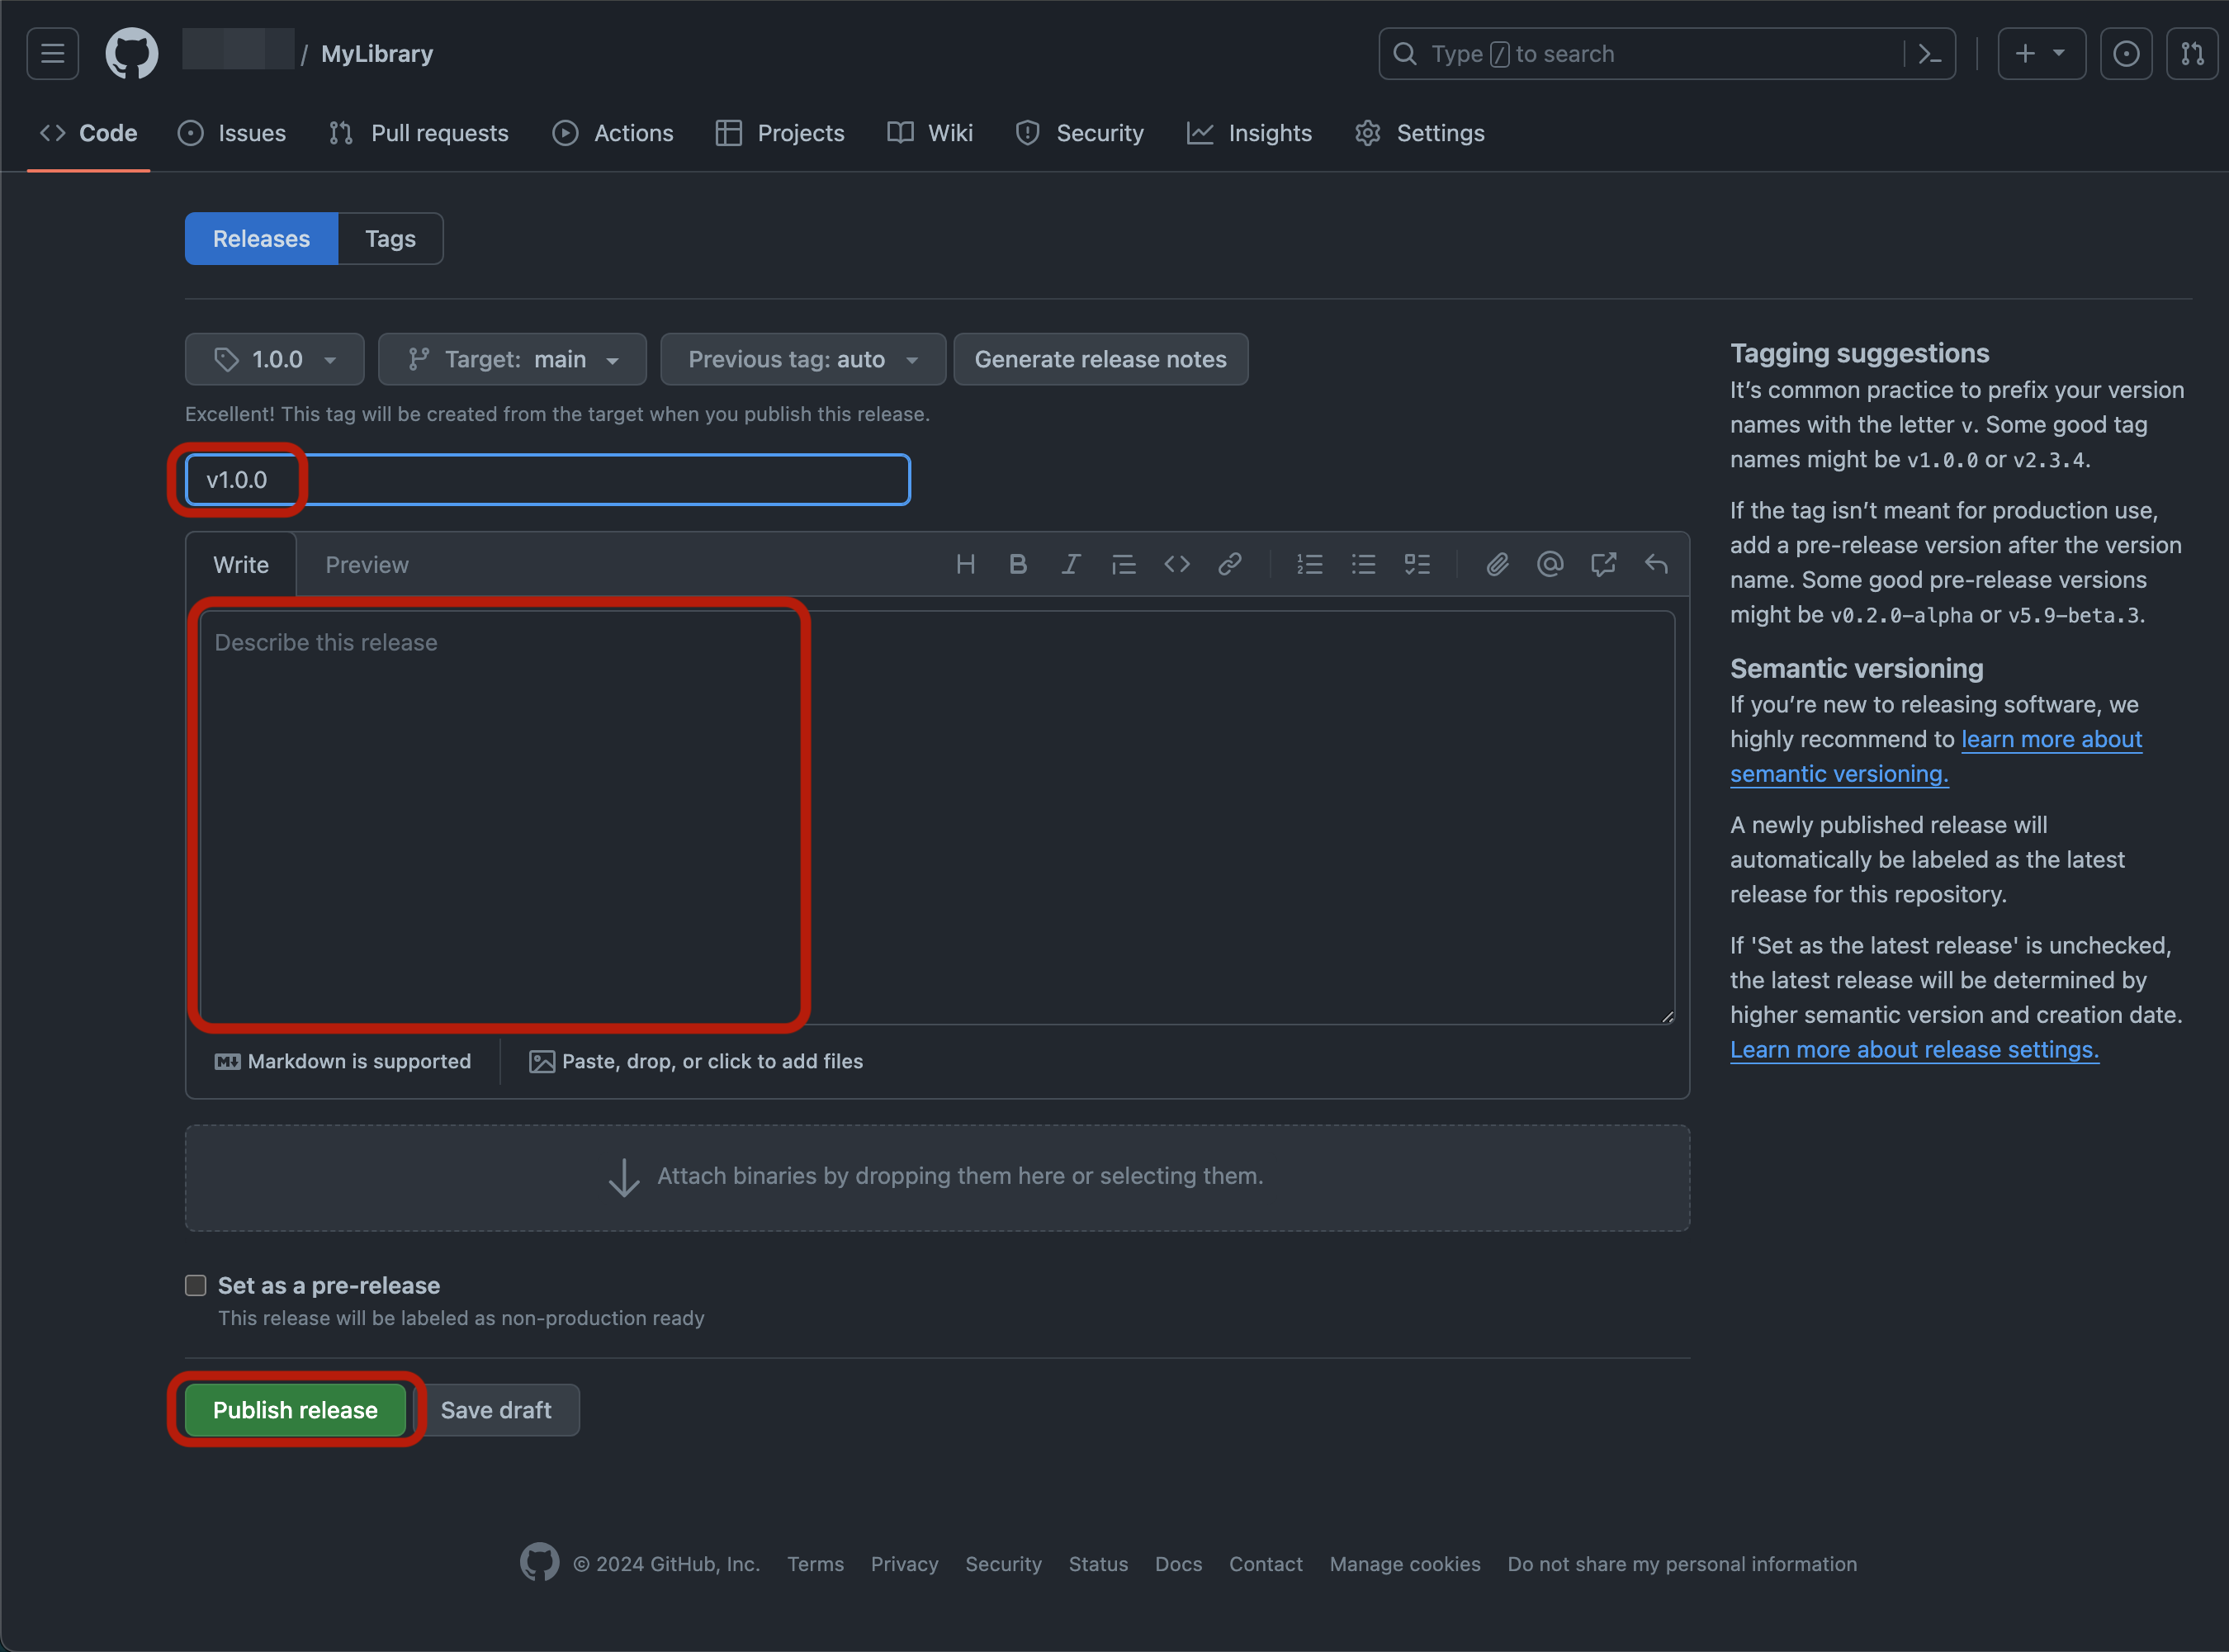 / MyLibrary
Type / to search
Code Issues Pull requests Actions Projects Wiki Security Insights Settings
Releases Tags
1.0.0 Target: main Previous tag: auto Generate release notes
Excellent! This tag will be created from the target when you publish this release.
v1.0.0
Write Preview
Describe this release
Markdown is supported
Paste, drop, or click to add files
Attach binaries by dropping them here or selecting them.
Set as a pre-release
This release will be labeled as non-production ready
Publish release Save draft
Tagging suggestions
It’s common practice to prefix your version
names with the letter v. Some good tag
names might be v1.0.0 or v2.3.4.
If the tag isn’t meant for production use,
add a pre-release version after the version
name. Some good pre-release versions
might be v0.2.0-alpha or v5.9-beta.3.
Semantic versioning
If you’re new to releasing software, we
highly recommend to learn more about
semantic versioning.
A newly published release will
automatically be labeled as the latest
release for this repository.
If 'Set as the latest release' is unchecked,
the latest release will be determined by
higher semantic version and creation date.
Learn more about release settings.
© 2024 GitHub, Inc. Terms Privacy Security Status Docs Contact Manage cookies Do not share my personal information